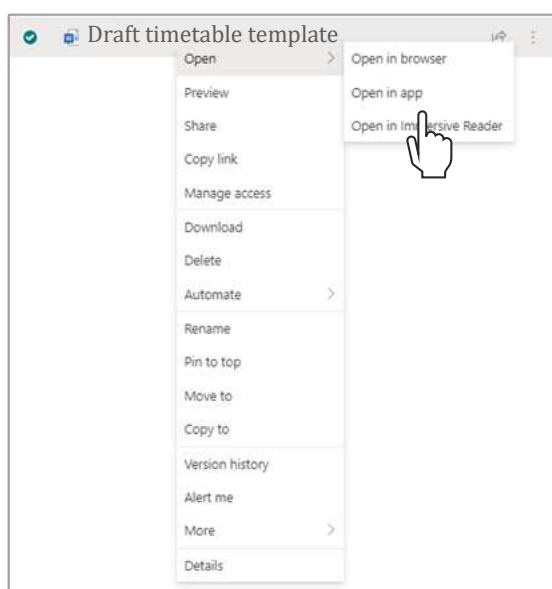 Draft timetable template
Open
Open in browser
Preview
Open in app
Share
Open in Immersive Reader
Copy link
Manage access
Download
Delete
Automate
Rename
Pin to top
Move to
Copy to
Version history
Alert me
More
Details